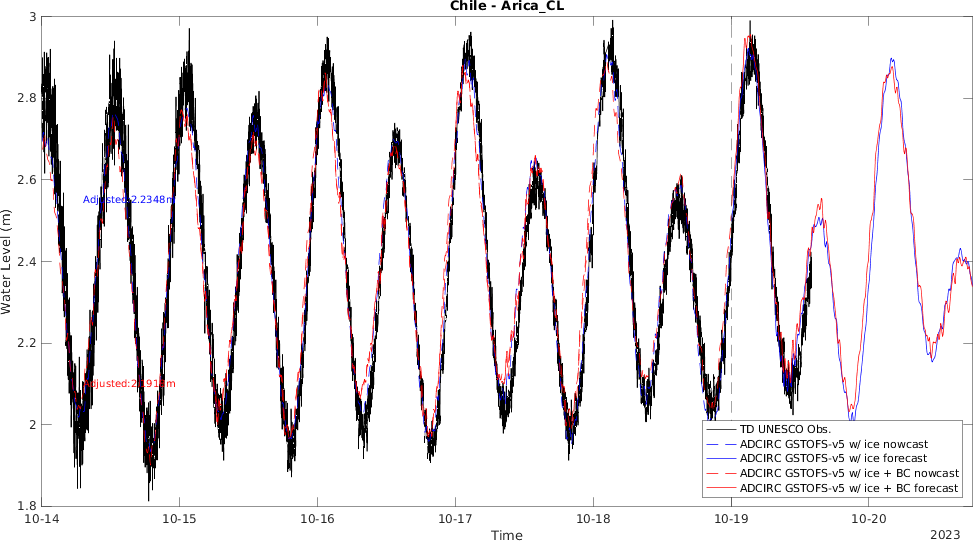 Chile - Arica_CL
3
2.8
2.6
2.4
2.2
2
1.8
Water Level (m)
Adjusted:2.2348m
TD UNESCO Obs.
ADCIRC GSTOFS-v5 w/ ice nowcast
ADCIRC GSTOFS-v5 w/ ice forecast
ADCIRC GSTOFS-v5 w/ ice + BC nowcast
ADCIRC GSTOFS-v5 w/ ice + BC forecast
10-14
10-15
10-16
10-17
10-18
10-19
10-20
Time
2023